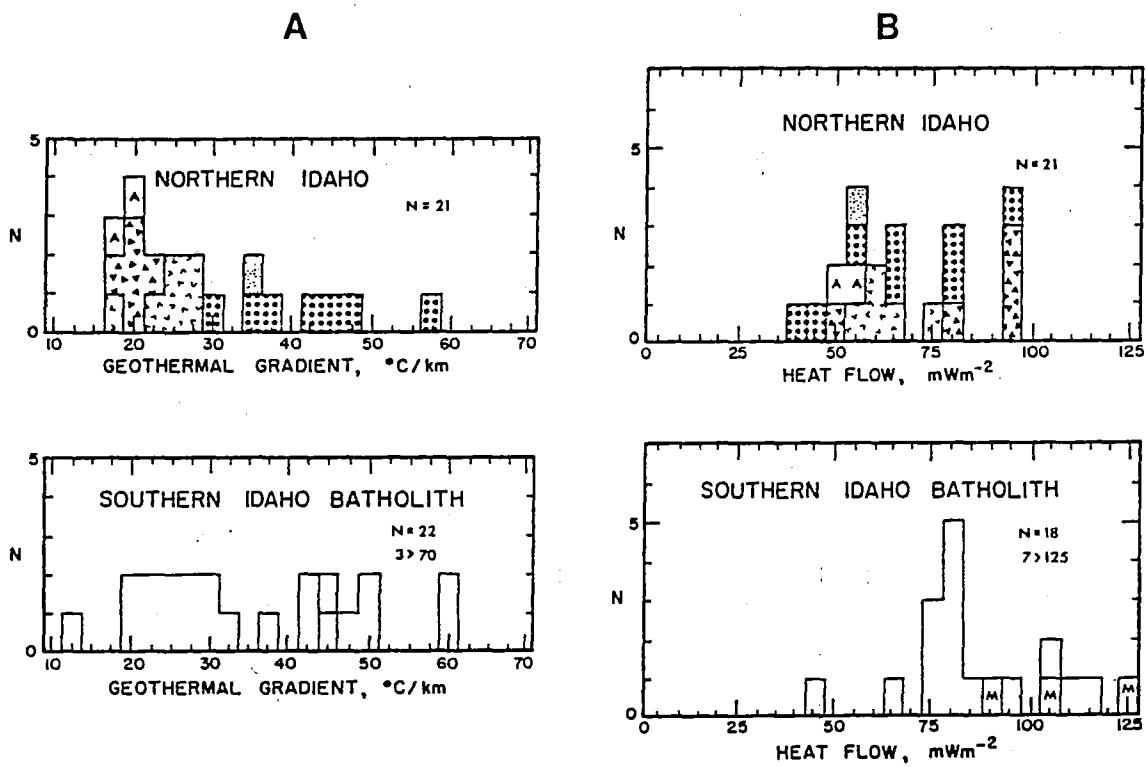 A
B
NORTHERN IDAHO
N = 21
5
N
0
10 20 30 40 50 60 70
GEOTHERMAL GRADIENT, °C/km
NORTHERN IDAHO
N = 21
5
N
0
0 25 50 75 100 125
HEAT FLOW, mWm-2
A
A
A A
SOUTHERN IDAHO BATHOLITH
N = 22
3 > 70
5
N
0
10 20 30 40 50 60 70
GEOTHERMAL GRADIENT, °C/km
SOUTHERN IDAHO BATHOLITH
N = 18
7 > 125
5
N
0
M M M
0 25 50 75 100 125
HEAT FLOW, mWm-2